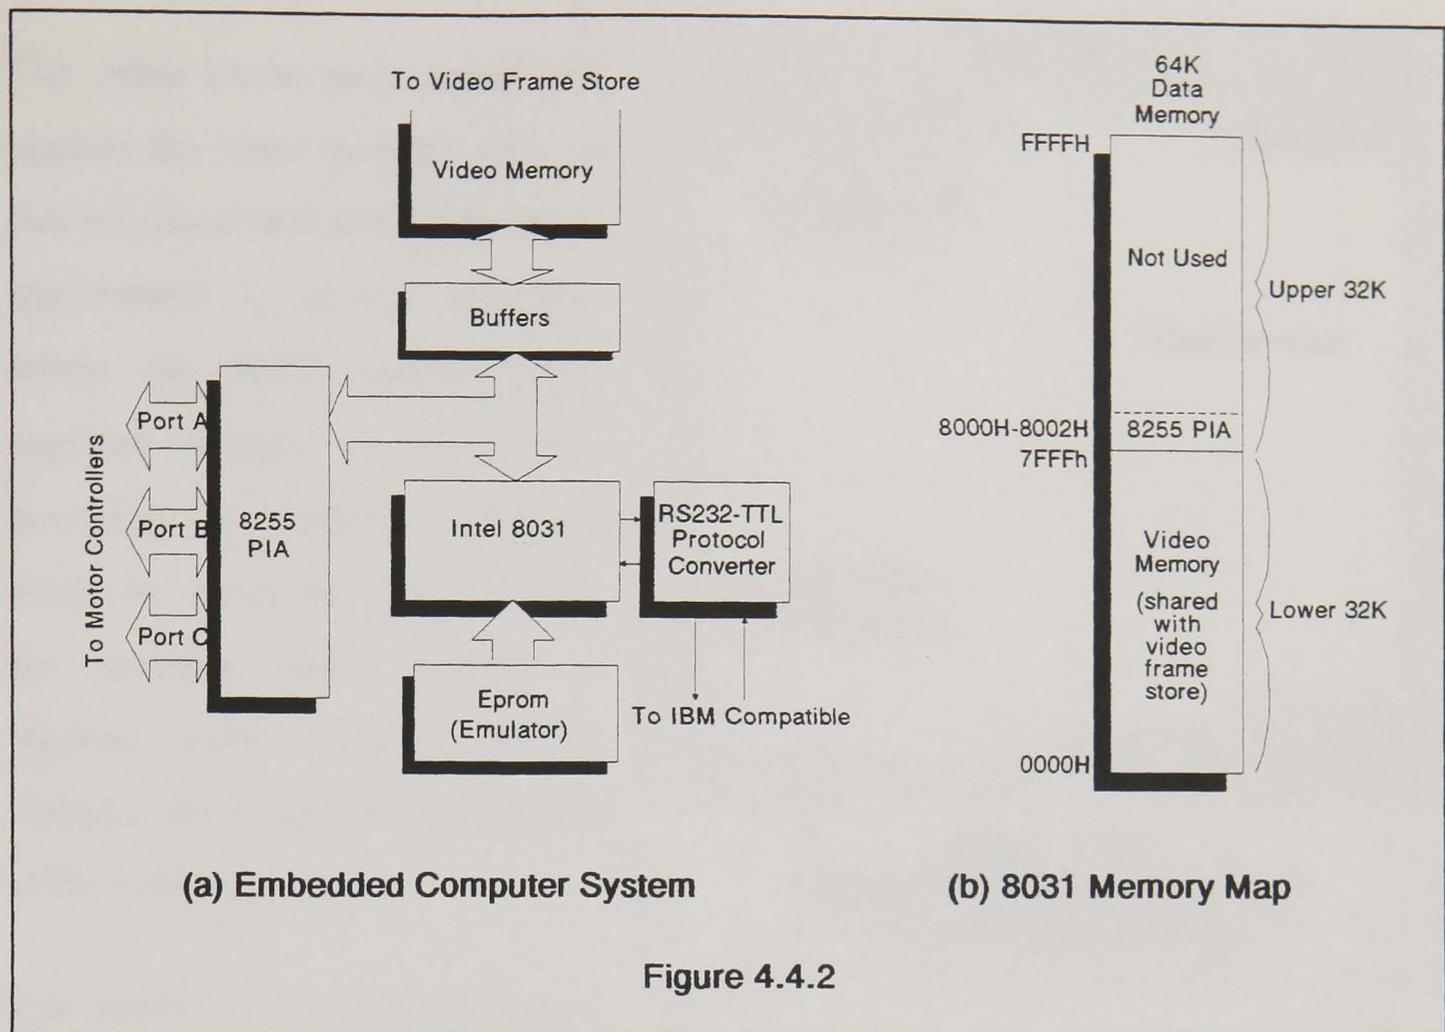 To Video Frame Store
Video Memory
Buffers
Port A
Port B
Port C
To Motor Controllers
8255
PIA
Intel 8031
RS232-TTL
Protocol
Converter
Eprom
(Emulator)
To IBM Compatible
(a) Embedded Computer System
64K
Data
Memory
FFFFH
Not Used
Upper 32K
8000H-8002H
8255 PIA
7FFFh
Video
Memory
(shared
with
video
frame
store)
Lower 32K
0000H
(b) 8031 Memory Map
Figure 4.4.2